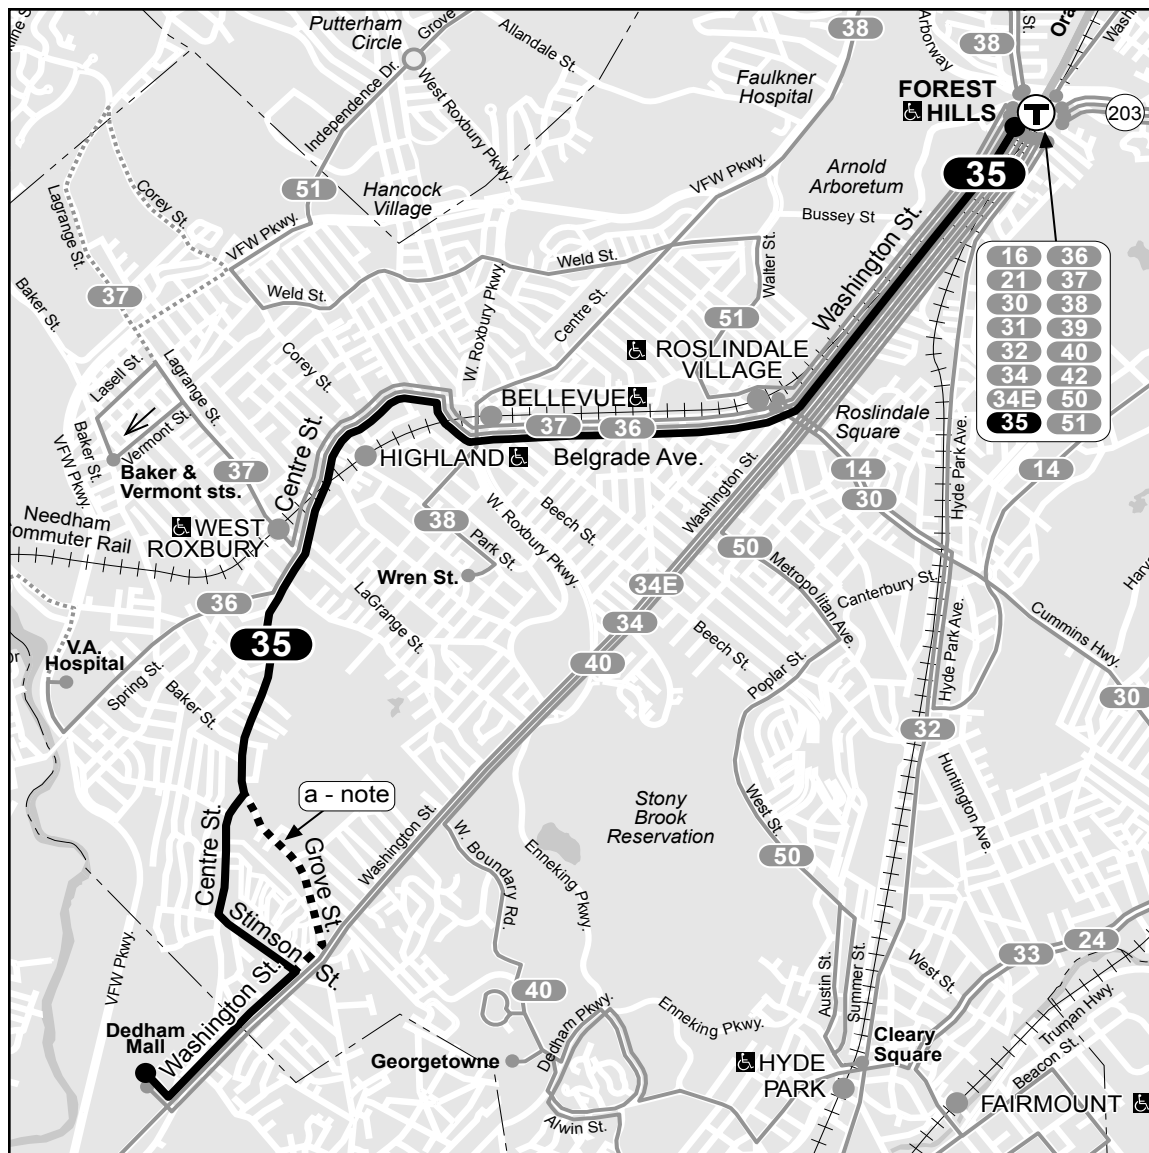 Putterham
Circle
Grove
Allandale St.
38
Arborway
38
St.
Ora
Wash
Independence Dr.
West Roxbury Pkwy.
Faulkner
Hospital
FOREST
HILLS
T
203
51
Hancock
Village
VFW Pkwy.
Arnold
Arboretum
35
Bussey St
Lagrange St.
Corey St.
VFW Pkwy.
Weld St.
Weld St.
Walter St.
Washington St.
16 36
21 37
30 38
31 39
32 40
34 42
34E 50
35 51
Baker St.
37
W. Roxbury Pkwy.
Centre St.
51
ROSLINDALE
VILLAGE
Corey St.
Lasell St.
Lagrange St.
BELLEVUE
37
36
Roslindale
Square
Vermont St.
Baker St.
VFW Pkwy.
Baker &
Vermont sts.
37
Centre St.
HIGHLAND
Belgrade Ave.
Washington St.
14
30
Hyde Park Ave.
14
Needham
ommuter Rail
WEST
ROXBURY
38
Park St.
W. Roxbury Pkwy.
Beech St.
50
Metropolitan Ave.
Canterbury St.
Wren St.
34E
36
LaGrange St.
34
Beech St.
Hyde Park Ave.
Cummins Hwy.
Harv
35
40
Poplar St.
V.A.
Hospital
Spring St.
Baker St.
30
32
a - note
Huntington Ave.
Stony
Brook
Reservation
West St.
Centre St.
Grove St.
Washington St.
W. Boundary Rd.
Enneking Pkwy.
50
Stimson St.
VFW Pkwy.
Washington St.
Austin St.
Summer St.
West St.
33
24
40
Dedham Pkwy.
Enneking Pkwy.
Truman Hwy.
Dedham
Mall
Georgetowne
Cleary
Square
Beacon St.
HYDE
PARK
FAIRMOUNT
Alwin St.